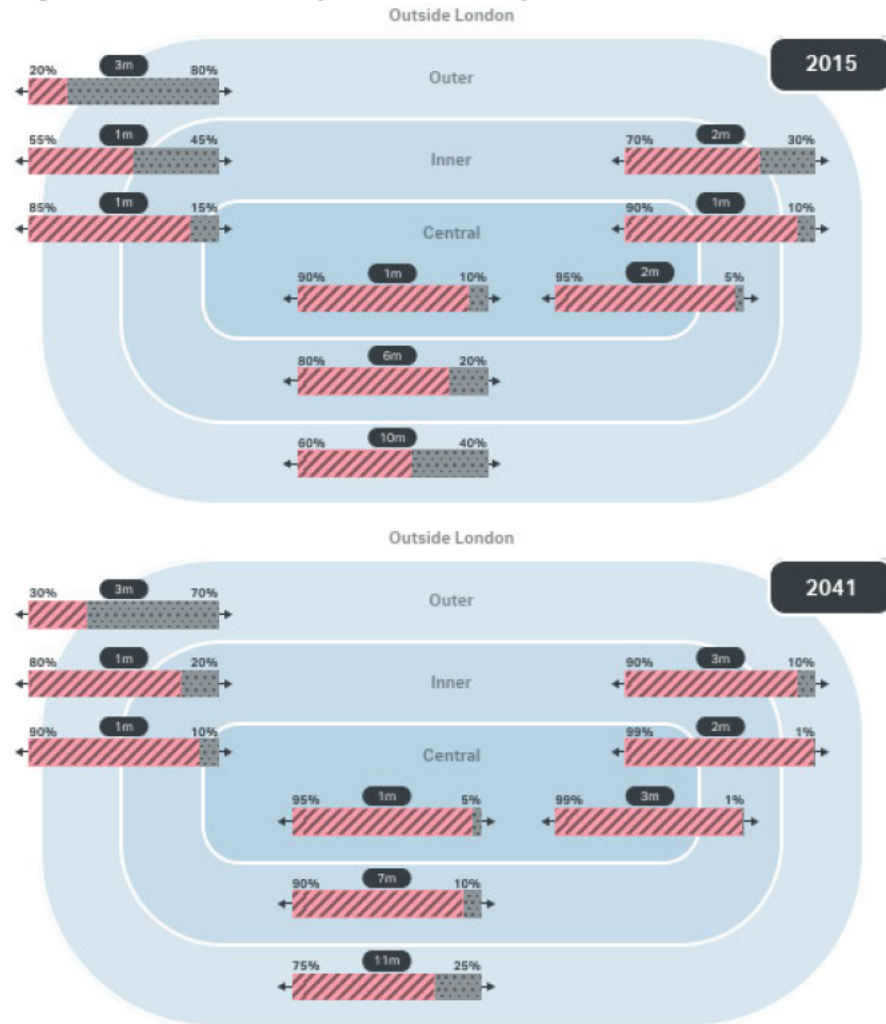 Outside London
2015
20% 3m 80%
Outer
55% 1m 45%
70% 2m 30%
Inner
85% 1m 15%
90% 1m 10%
Central
90% 1m 10%
95% 2m 5%
80% 6m 20%
60% 10m 40%
Outside London
2041
30% 3m 70%
Outer
80% 1m 20%
90% 3m 10%
Inner
90% 1m 10%
99% 2m 1%
Central
95% 1m 5%
99% 3m 1%
90% 7m 10%
75% 11m 25%